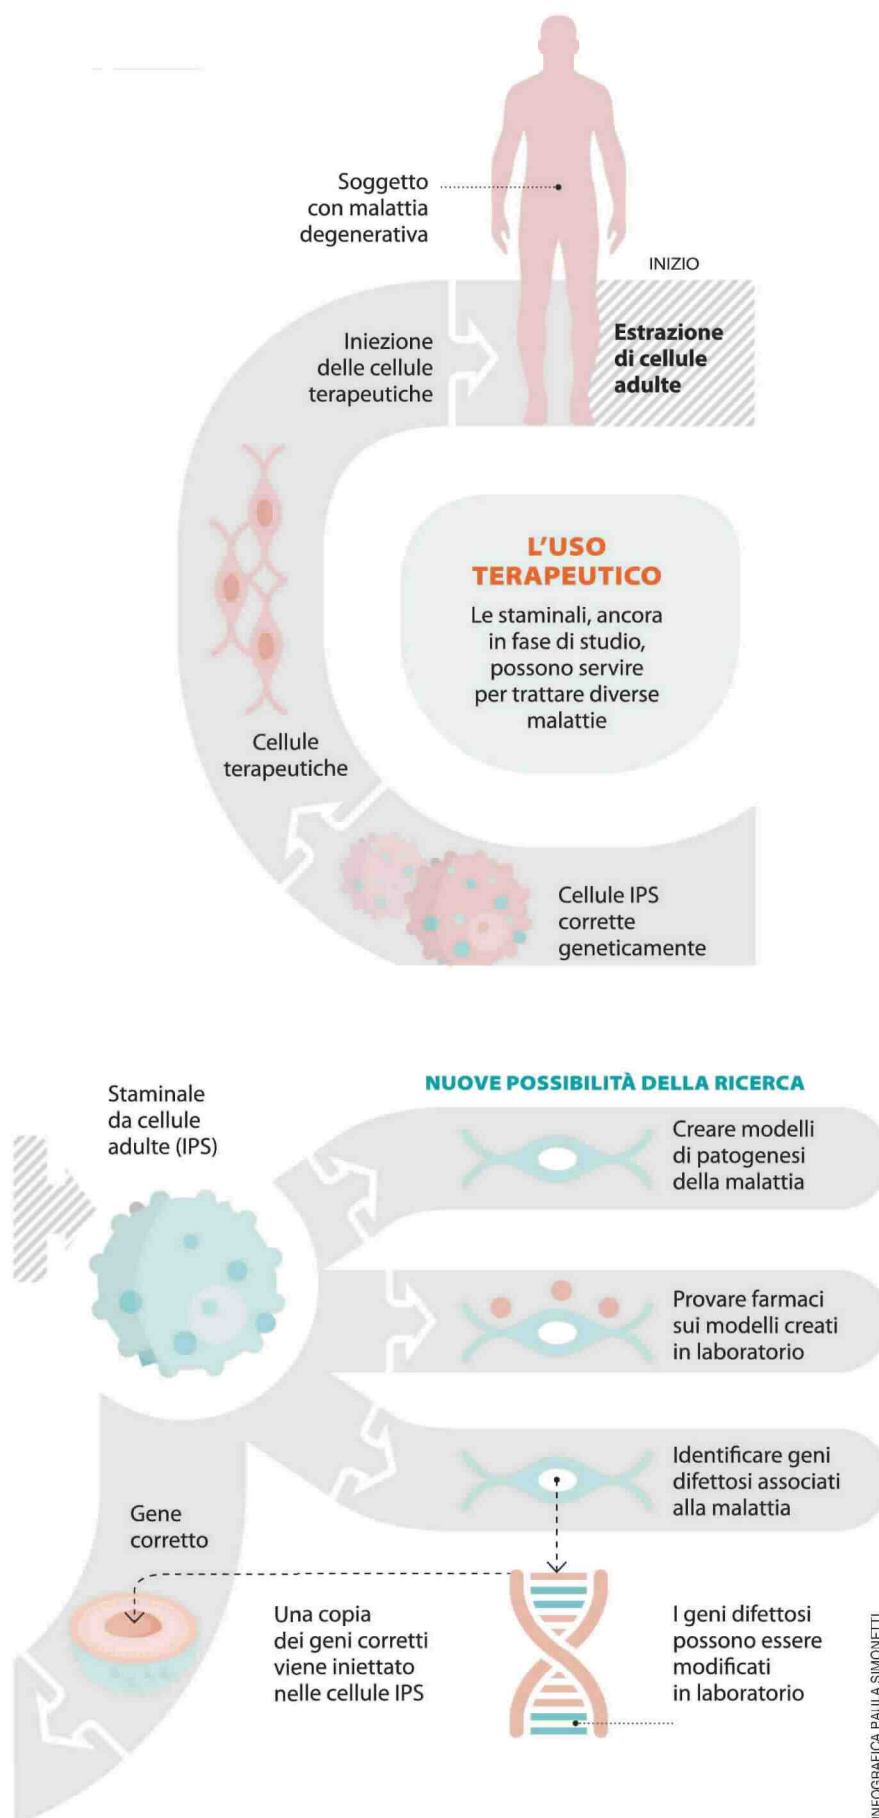 Soggetto
con malattia
degenerativa
INIZIO
Estrazione
di cellule
adulte
Iniezione
delle cellule
terapeutiche
L'USO
TERAPEUTICO
Le staminali, ancora
in fase di studio,
possono servire
per trattare diverse
malattie
Cellule
terapeutiche
Cellule IPS
corrette
geneticamente
Staminale
da cellule
adulte (IPS)
NUOVE POSSIBILITÀ DELLA RICERCA
Creare modelli
di patogenesi
della malattia
Provare farmaci
sui modelli creati
in laboratorio
Identificare geni
difettosi associati
alla malattia
Gene
corretto
Una copia
dei geni corretti
viene iniettato
nelle cellule IPS
I geni difettosi
possono essere
modificati
in laboratorio
INFOGRAFICA PAULA SIMONETTI